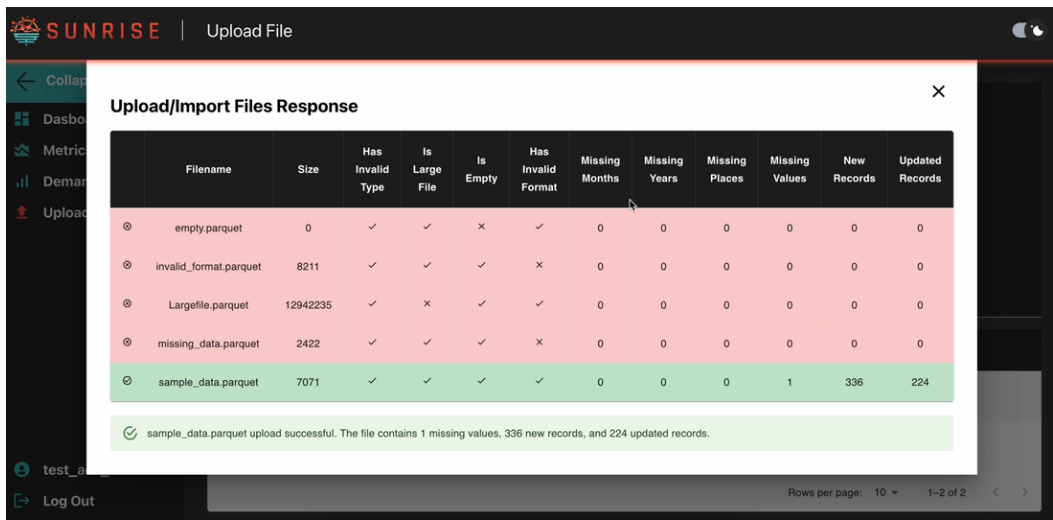 SUNRISE | Upload File
Collap
Dasbo
Metric
Deman
Upload
Upload/Import Files Response
Filename Size Has Invalid Type Is Large File Is Empty Has Invalid Format Missing Months Missing Years Missing Places Missing Values New Records Updated Records
empty.parquet 0 ✓ ✓ ✕ ✓ 0 0 0 0 0 0
invalid_format.parquet 8211 ✓ ✓ ✓ ✕ 0 0 0 0 0 0
Largefile.parquet 12942235 ✓ ✕ ✓ ✓ 0 0 0 0 0 0
missing_data.parquet 2422 ✓ ✓ ✓ ✕ 0 0 0 0 0 0
sample_data.parquet 7071 ✓ ✓ ✓ ✓ 0 0 0 1 336 224
sample_data.parquet upload successful. The file contains 1 missing values, 336 new records, and 224 updated records.
test_a
Log Out
Rows per page: 10 1–2 of 2